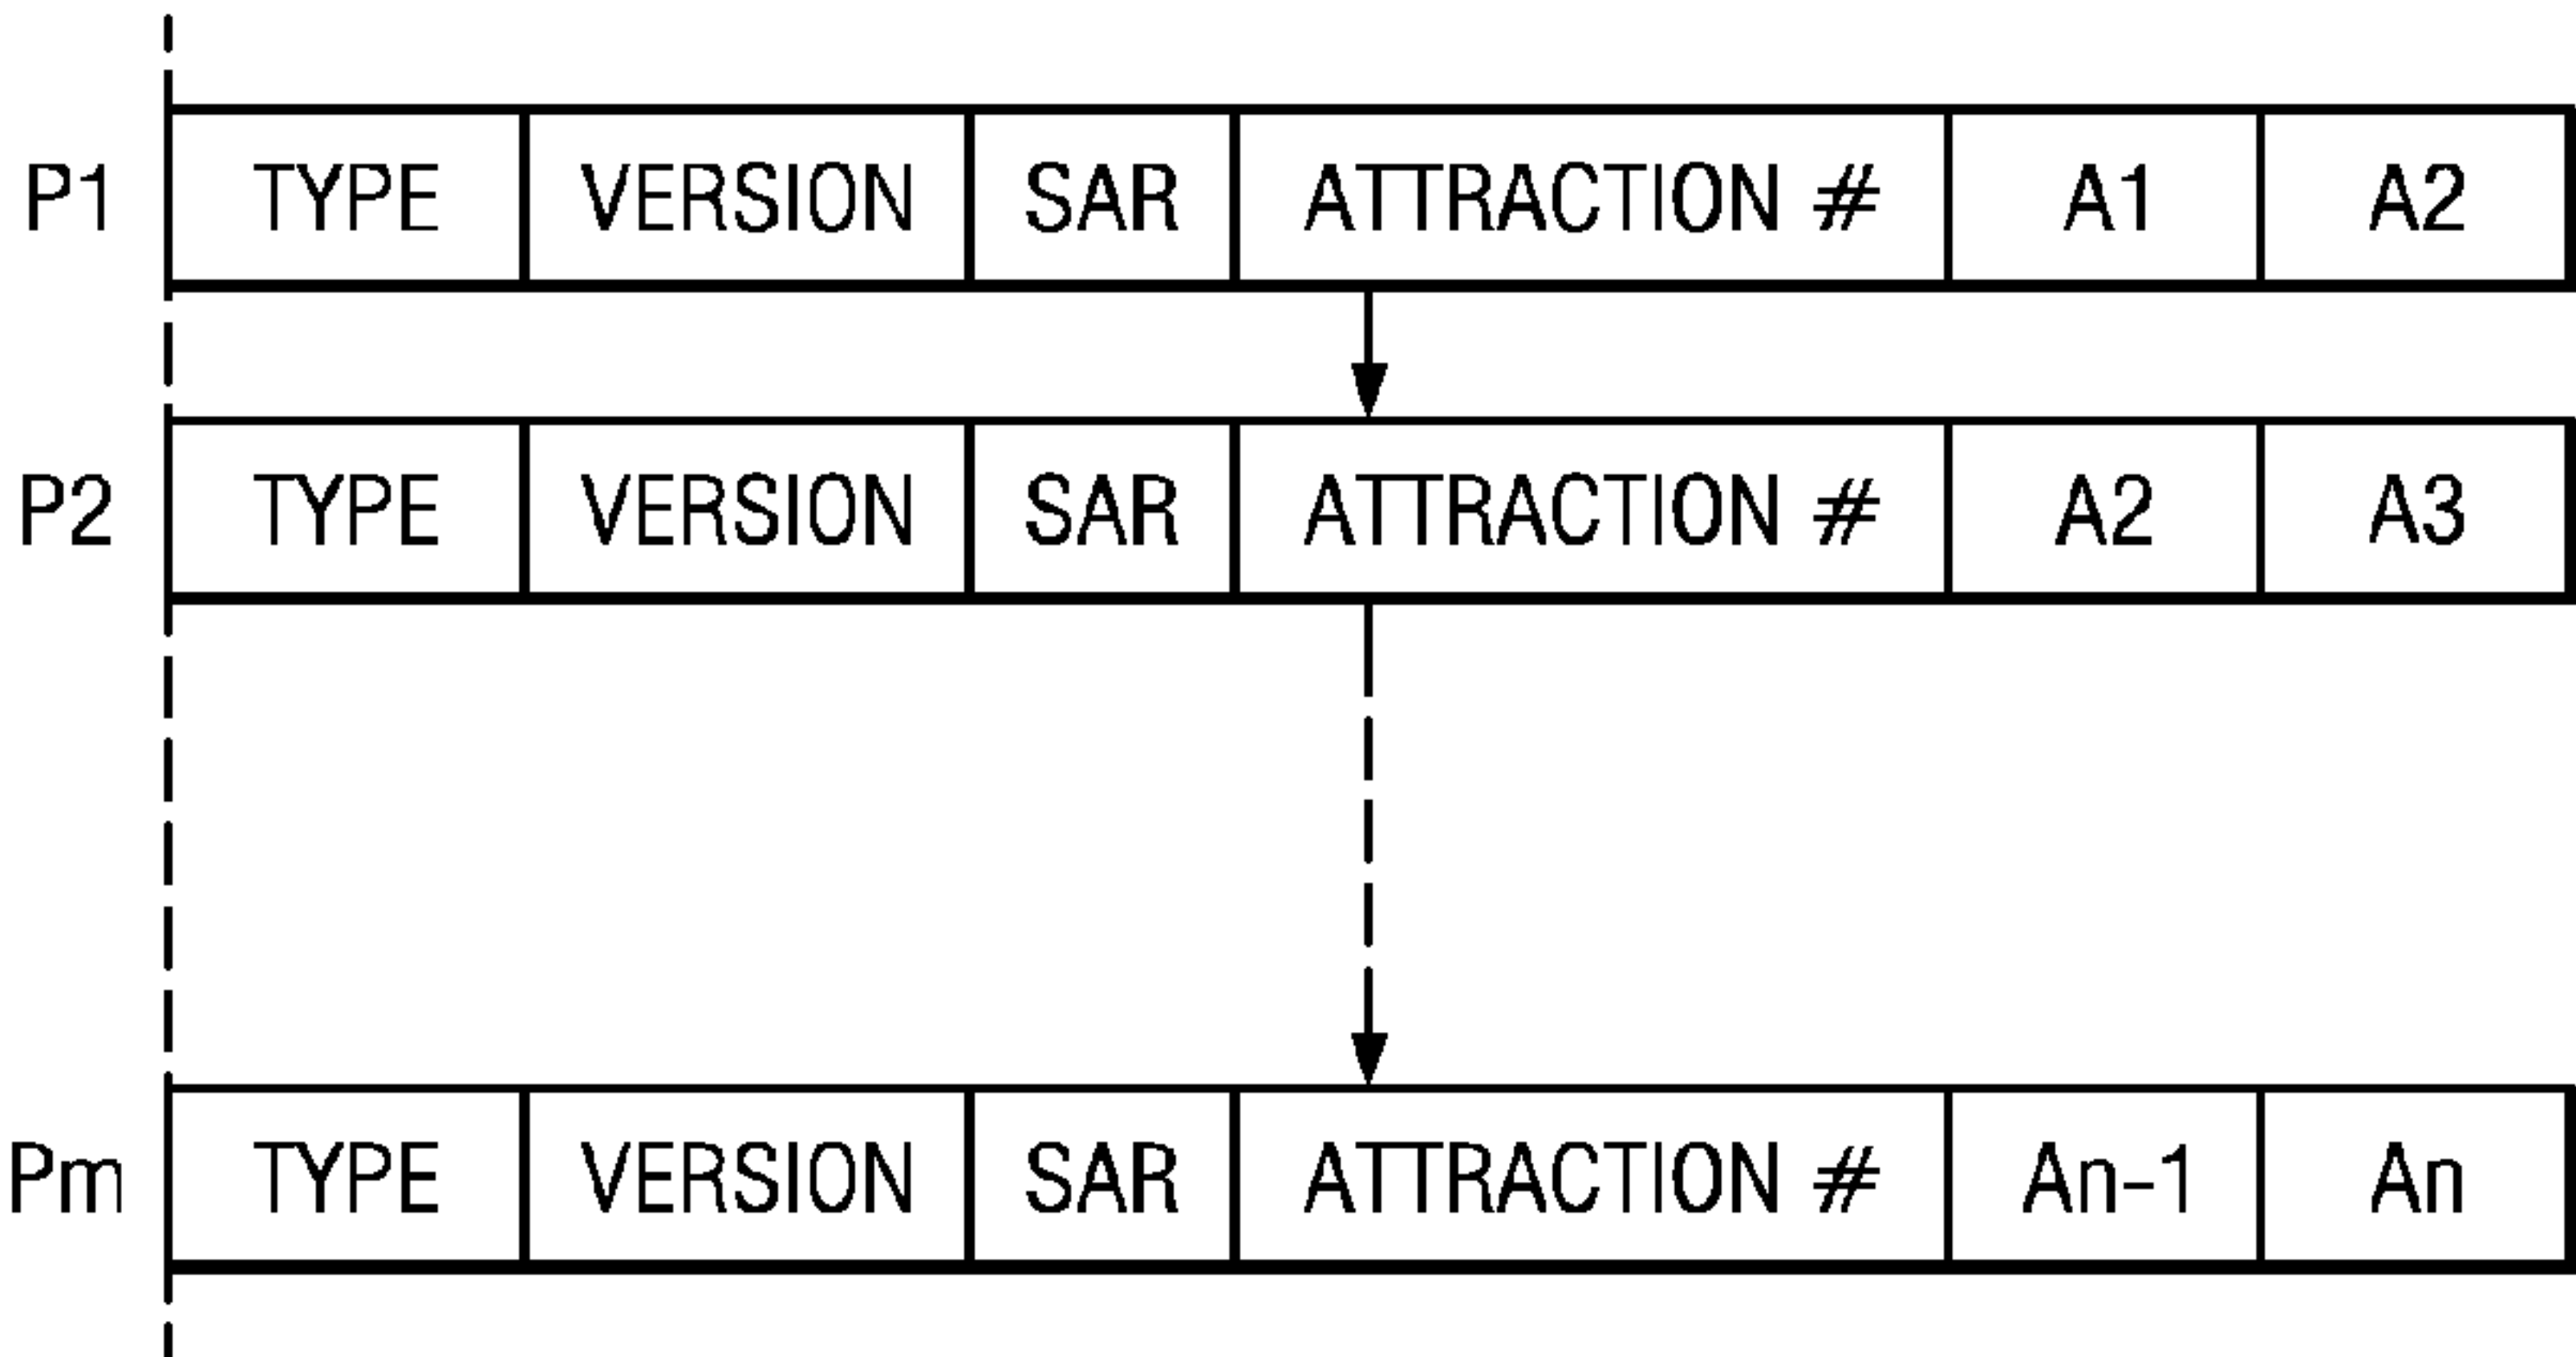 P1 TYPE VERSION SAR ATTRACTION # A1 A2
P2 TYPE VERSION SAR ATTRACTION # A2 A3
Pm TYPE VERSION SAR ATTRACTION # An-1 An